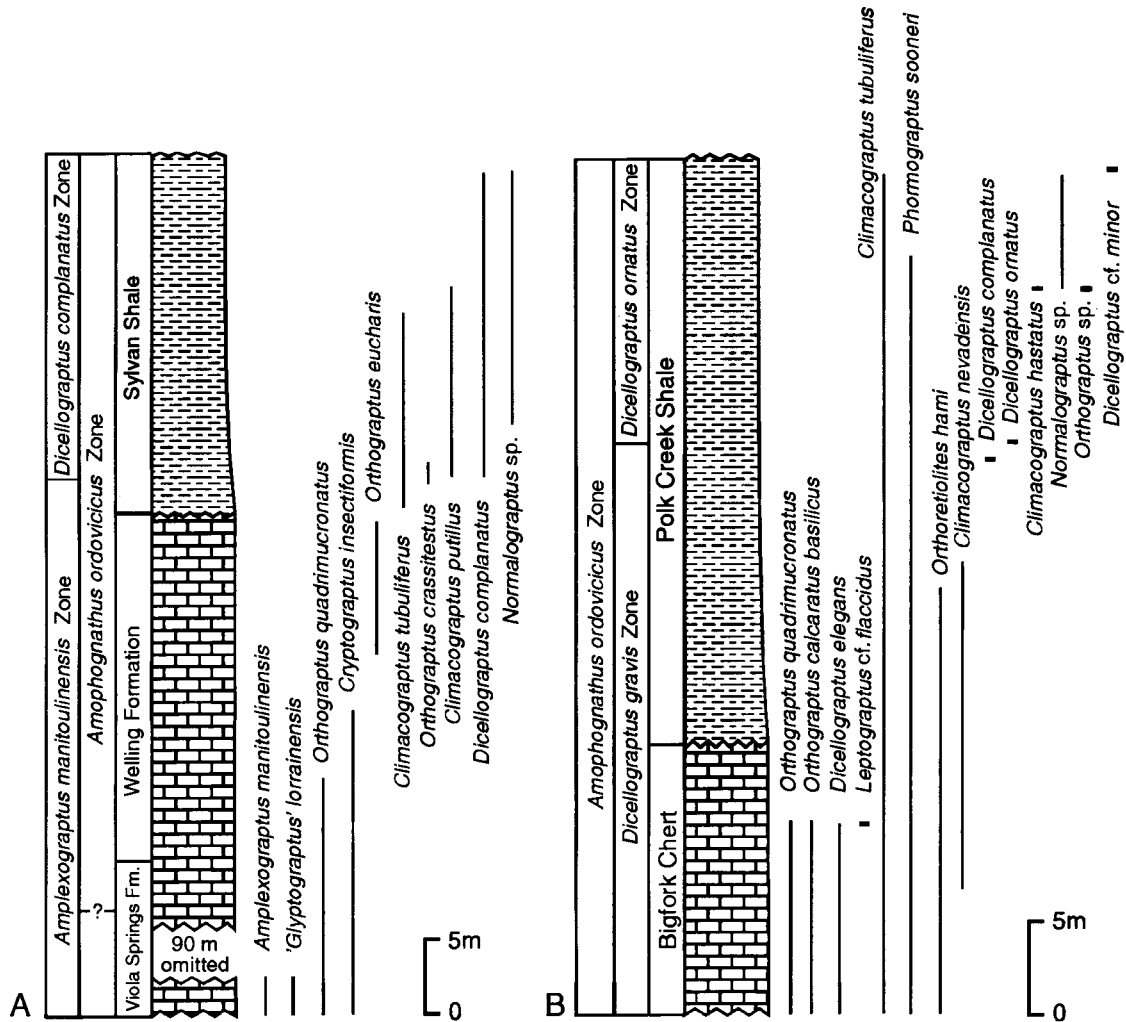 Amplexograptus manitoulinensis Zone
Dicellograptus complanatus Zone
Amophognathus ordovicicus Zone
-?-
Viola Springs Fm.
Welling Formation
Sylvan Shale
90 m
omitted
Amplexograptus manitoulinensis
'Glyptograptus' lorrainensis
Orthograptus quadrimucronatus
Cryptograptus insectiformis
Orthograptus eucharis
Climacograptus tubuliferus
Orthograptus crassitestus
Climacograptus putillus
Dicellograptus complanatus
Normalograptus sp.
5m
0
A
Amophognathus ordovicicus Zone
Dicellograptus gravis Zone
Dicellograptus ornatus Zone
Bigfork Chert
Polk Creek Shale
Orthograptus quadrimucronatus
Orthograptus calcaratus basilicus
Dicellograptus elegans
Leptograptus cf. flaccidus
Climacograptus tubuliferus
Phormograptus sooneri
Orthoretiolites hami
Climacograptus nevadensis
Dicellograptus complanatus
Dicellograptus ornatus
Climacograptus hastatus
Normalograptus sp.
Orthograptus sp.
Dicellograptus cf. minor
5m
0
B